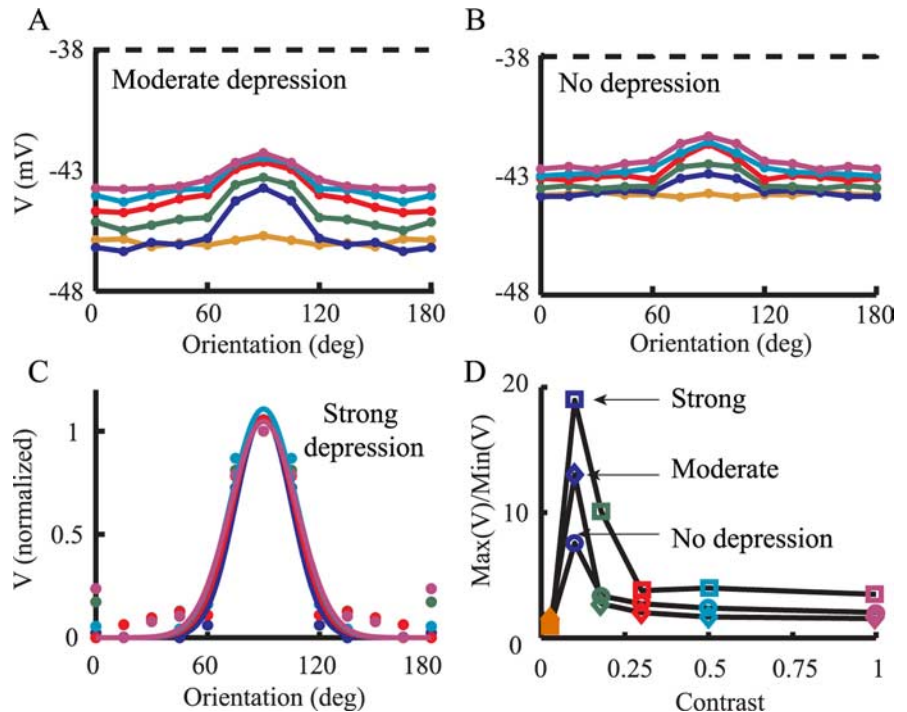 A
-38
Moderate depression
V (mV)
-43
-48
0
60
120
180
Orientation (deg)
B
-38
No depression
-43
-48
0
60
120
180
Orientation (deg)
C
Strong
depression
V (normalized)
1
0.5
0
0
60
120
180
Orientation (deg)
D
20
Strong
Moderate
Max(V)/Min(V)
10
No depression
0
0
0.25
0.5
0.75
1
Contrast